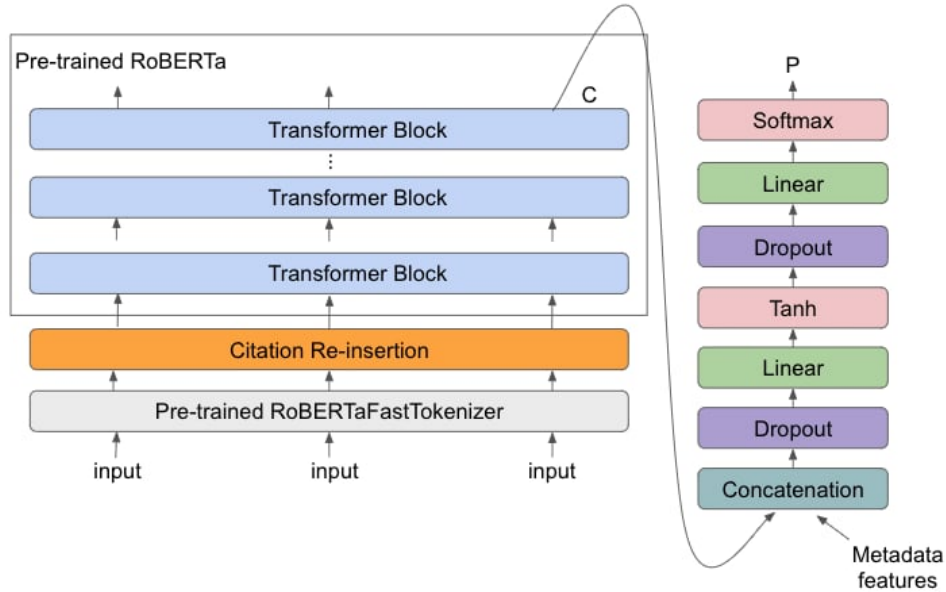 Pre-trained RoBERTa
C
Transformer Block
Transformer Block
Transformer Block
Citation Re-insertion
Pre-trained RoBERTaFastTokenizer
input
input
input
P
Softmax
Linear
Dropout
Tanh
Linear
Dropout
Concatenation
Metadata
features